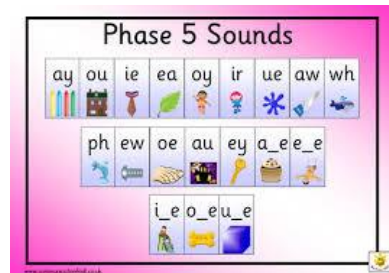 Phase 5 Sounds
ay ou ie ea oy ir ue aw wh
ph ew oe au ey a_e e_e
i_e o_e u_e